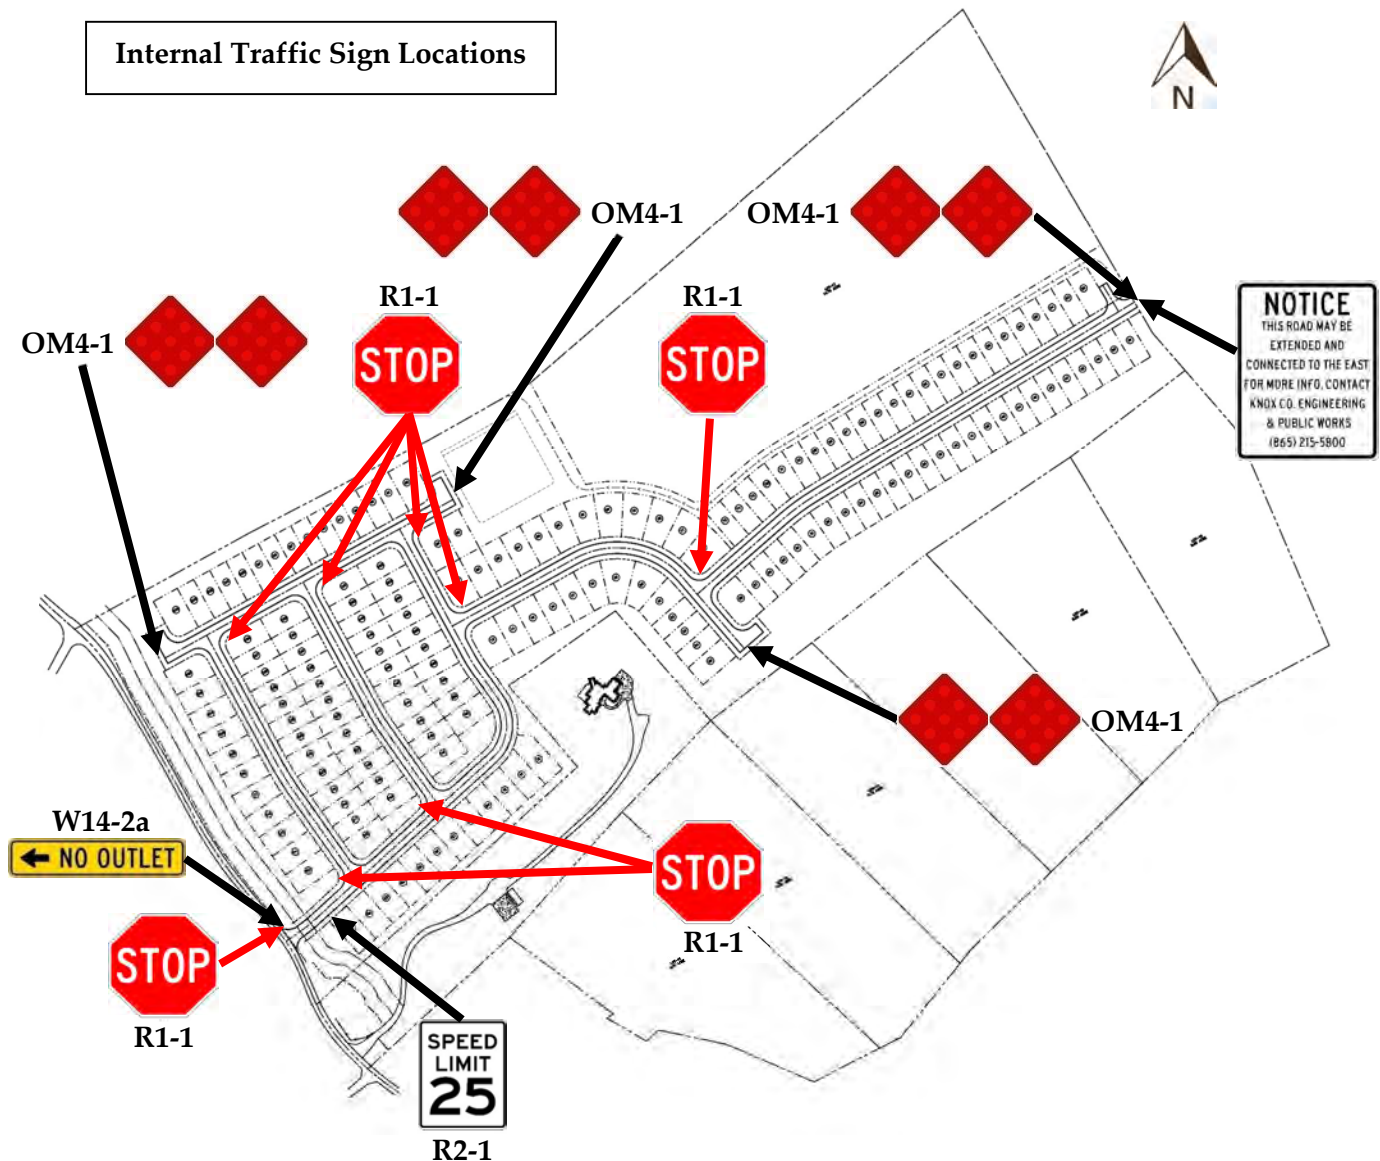 Internal Traffic Sign Locations
N
OM4-1
OM4-1
R1-1
STOP
R1-1
STOP
OM4-1
NOTICE
THIS ROAD MAY BE
EXTENDED AND
CONNECTED TO THE EAST
FOR MORE INFO, CONTACT
KNOX CO. ENGINEERING
& PUBLIC WORKS
(865) 215-5800
OM4-1
W14-2a
NO OUTLET
STOP
R1-1
STOP
R1-1
SPEED
LIMIT
25
R2-1